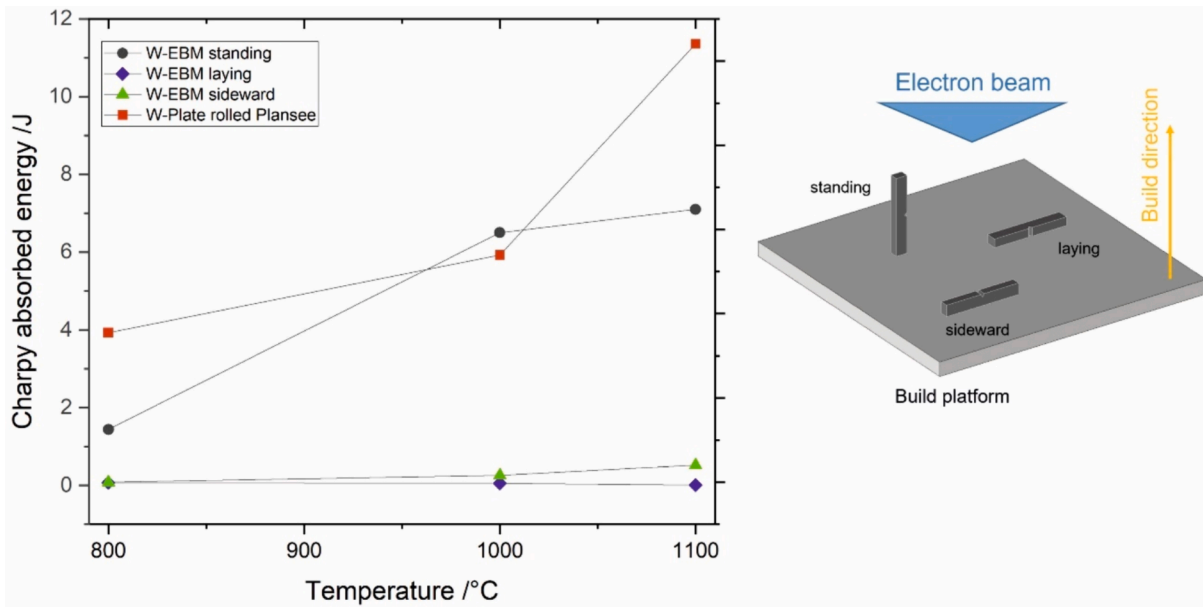 12
10
8
6
4
2
0
Charpy absorbed energy /J
W-EBM standing
W-EBM laying
W-EBM sideward
W-Plate rolled Plansee
800
900
1000
1100
Temperature /°C
Electron beam
Build direction
standing
laying
sideward
Build platform